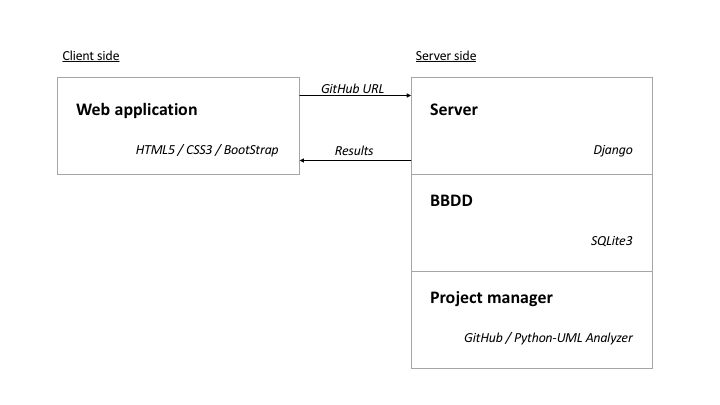 Client side
Server side
Web application
GitHub URL
Server
HTML5 / CSS3 / BootStrap
Results
Django
BBDD
SQLite3
Project manager
GitHub / Python-UML Analyzer